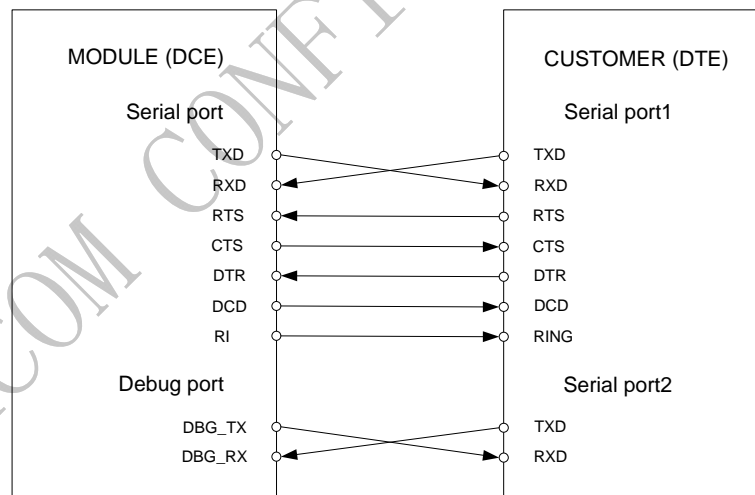 MODULE (DCE)
CUSTOMER (DTE)
Serial port
Serial port1
TXD
TXD
RXD
RXD
RTS
RTS
CTS
CTS
DTR
DTR
DCD
DCD
RI
RING
Debug port
Serial port2
DBG_TX
TXD
DBG_RX
RXD